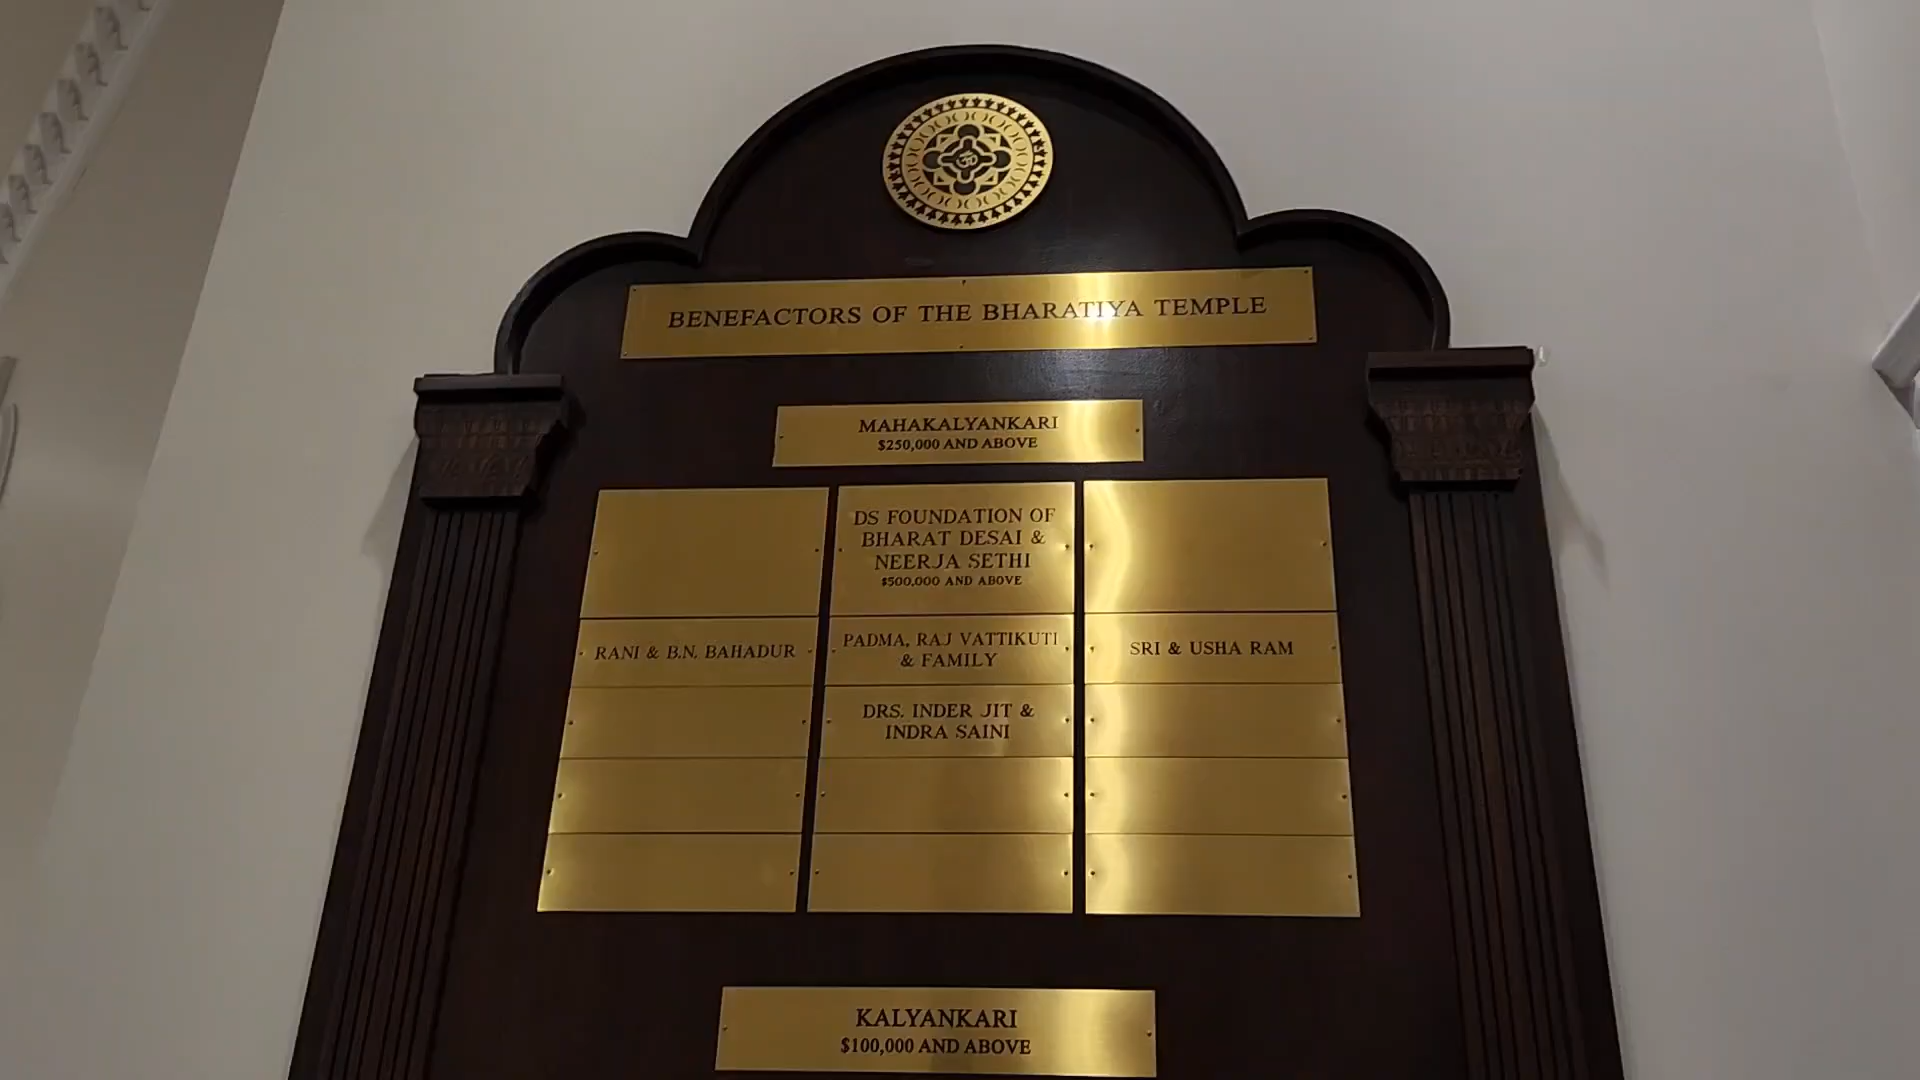 ॐ
BENEFACTORS OF THE BHARATIYA TEMPLE
MAHAKALYANKARI
$250,000 AND ABOVE
DS FOUNDATION OF
BHARAT DESAI &
NEERJA SETHI
$500,000 AND ABOVE
RANI & B.N. BAHADUR
PADMA, RAJ VATTIKUTI
& FAMILY
SRI & USHA RAM
DRS. INDER JIT &
INDRA SAINI
KALYANKARI
$100,000 AND ABOVE